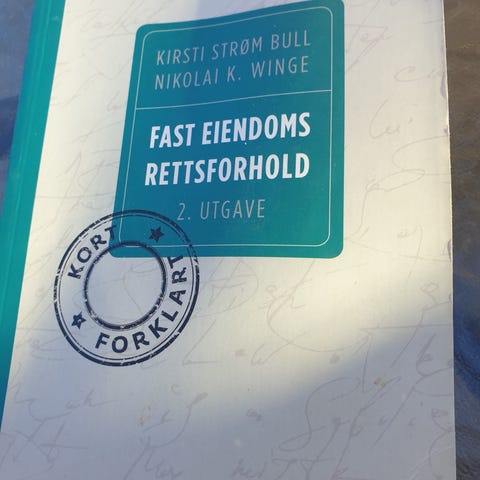 KIRSTI STRØM BULL
NIKOLAI K. WINGE
FAST EIENDOMS
RETTSFORHOLD
2. UTGAVE
KORT
FORKLART